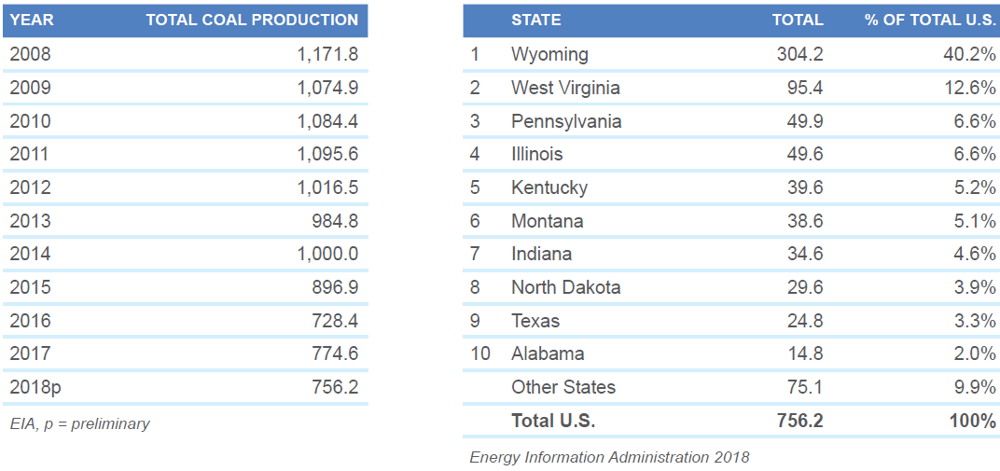 YEAR TOTAL COAL PRODUCTION
2008 1,171.8
2009 1,074.9
2010 1,084.4
2011 1,095.6
2012 1,016.5
2013 984.8
2014 1,000.0
2015 896.9
2016 728.4
2017 774.6
2018p 756.2
EIA, p = preliminary
STATE TOTAL % OF TOTAL U.S.
1 Wyoming 304.2 40.2%
2 West Virginia 95.4 12.6%
3 Pennsylvania 49.9 6.6%
4 Illinois 49.6 6.6%
5 Kentucky 39.6 5.2%
6 Montana 38.6 5.1%
7 Indiana 34.6 4.6%
8 North Dakota 29.6 3.9%
9 Texas 24.8 3.3%
10 Alabama 14.8 2.0%
Other States 75.1 9.9%
Total U.S. 756.2 100%
Energy Information Administration 2018